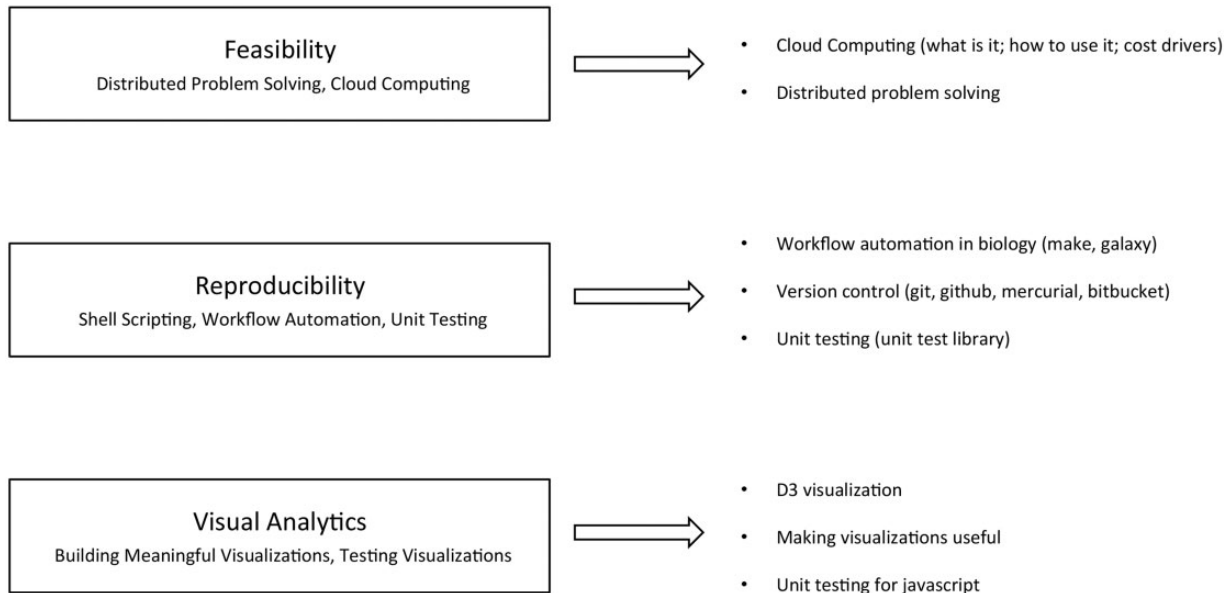 Feasibility
Distributed Problem Solving, Cloud Computing
• Cloud Computing (what is it; how to use it; cost drivers)
• Distributed problem solving
Reproducibility
Shell Scripting, Workflow Automation, Unit Testing
• Workflow automation in biology (make, galaxy)
• Version control (git, github, mercurial, bitbucket)
• Unit testing (unit test library)
Visual Analytics
Building Meaningful Visualizations, Testing Visualizations
• D3 visualization
• Making visualizations useful
• Unit testing for javascript